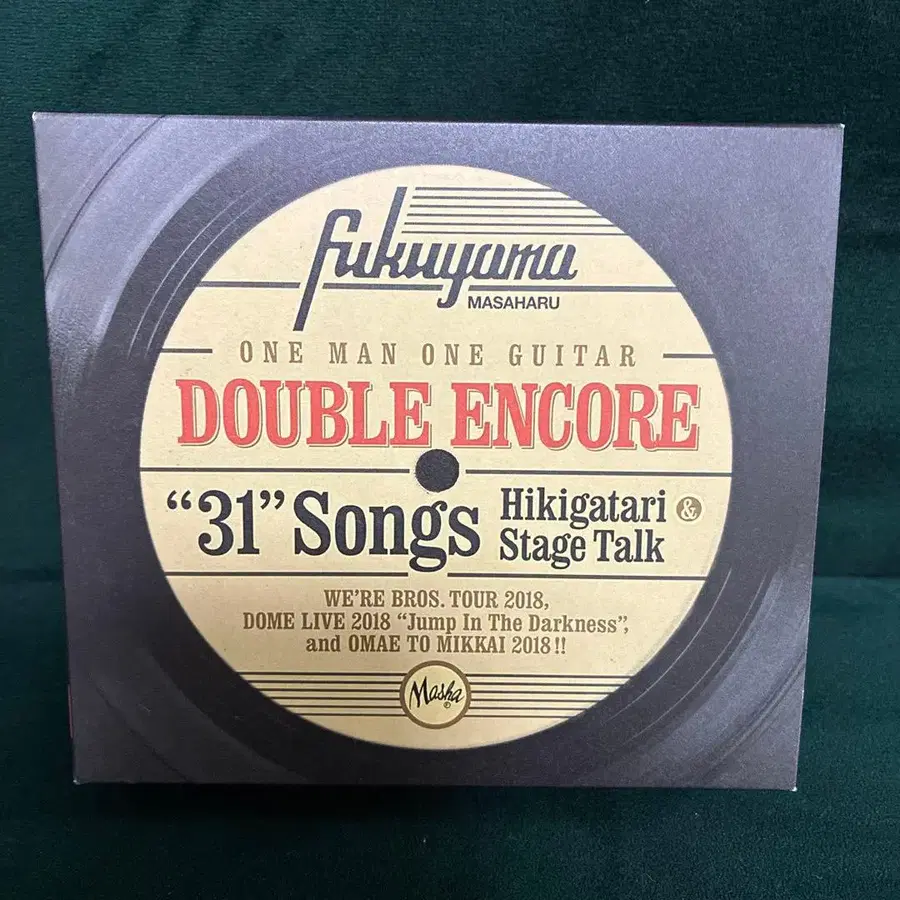 fukuyama
MASAHARU
ONE MAN ONE GUITAR
DOUBLE ENCORE
"31" Songs
Hikigatari &
Stage Talk
WE'RE BROS. TOUR 2018,
DOME LIVE 2018 "Jump In The Darkness",
and OMAE TO MIKKAI 2018!!
Masha
©